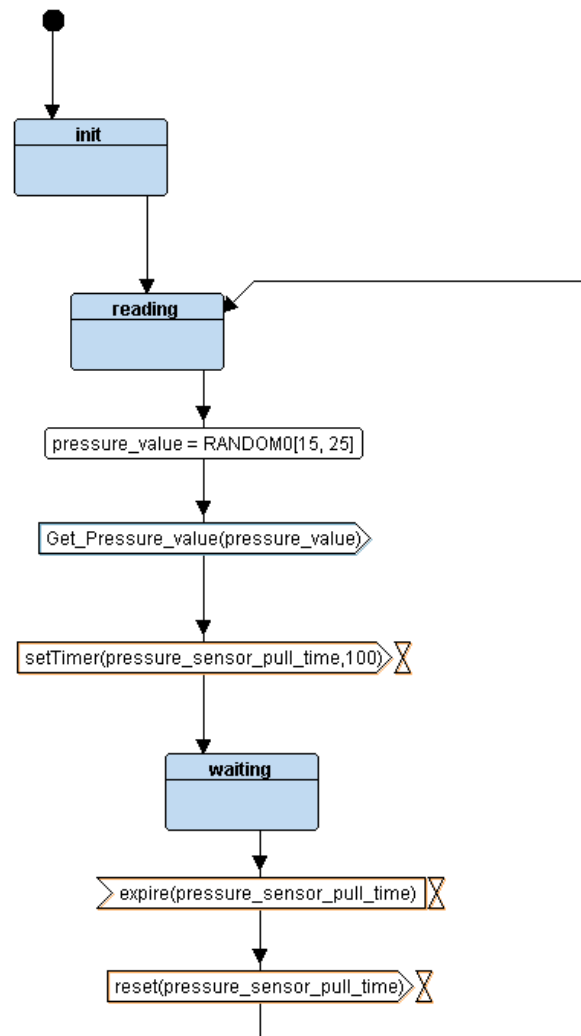 init
reading
pressure_value = RANDOM0[15, 25]
Get_Pressure_value(pressure_value)
setTimer(pressure_sensor_pull_time,100)
waiting
expire(pressure_sensor_pull_time)
reset(pressure_sensor_pull_time)